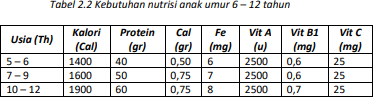 Tabel 2.2 Kebutuhan nutrisi anak umur 6 – 12 tahun
Usia (Th) Kalori (Cal) Protein (gr) Cal (gr) Fe (mg) Vit A (u) Vit B1 (mg) Vit C (mg)
5 – 6 1400 40 0,50 6 2500 0,6 25
7 – 9 1600 50 0,75 7 2500 0,6 25
10 – 12 1900 60 0,75 8 2500 0,7 25